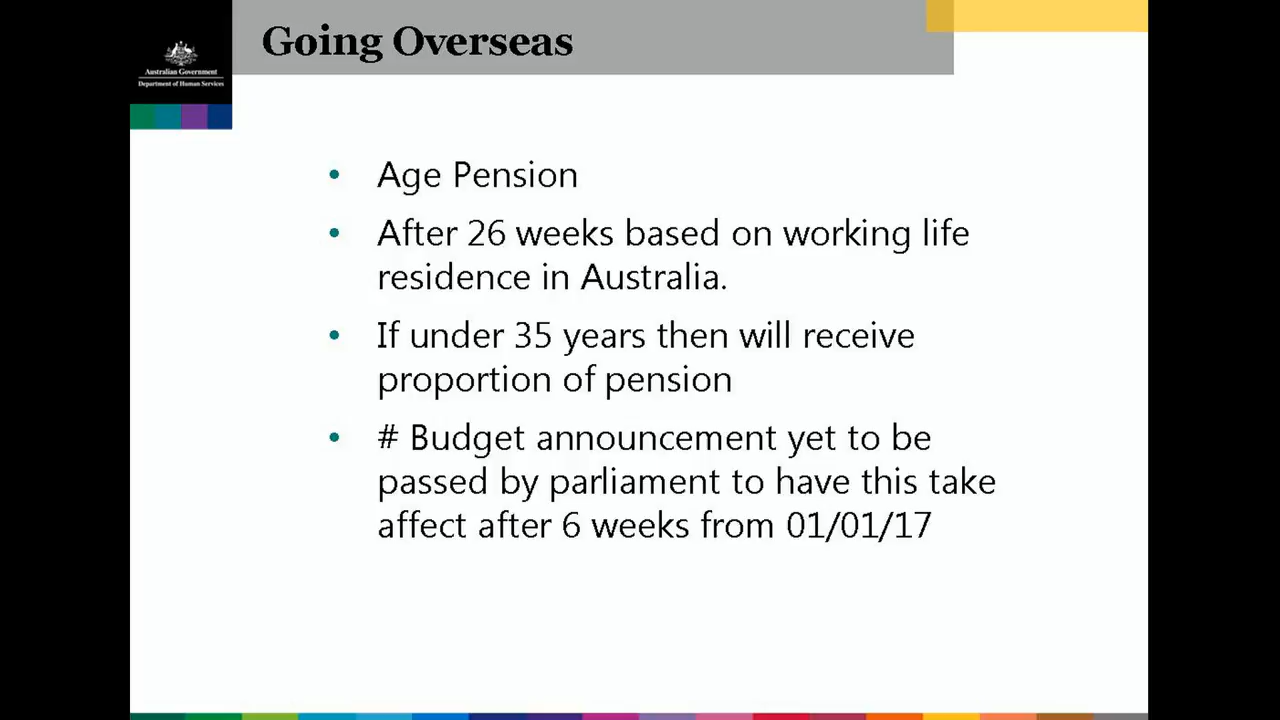 Going Overseas
Australian Government
Department of Human Services
• Age Pension
• After 26 weeks based on working life
residence in Australia.
• If under 35 years then will receive
proportion of pension
• # Budget announcement yet to be
passed by parliament to have this take
affect after 6 weeks from 01/01/17